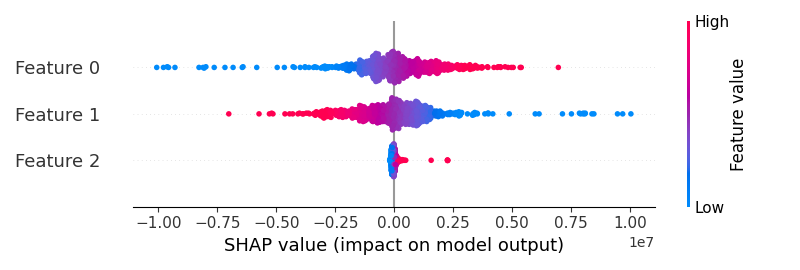 High
Feature 0
Feature 1
Feature 2
Feature value
Low
−1.00 −0.75 −0.50 −0.25 0.00 0.25 0.50 0.75 1.00
1e7
SHAP value (impact on model output)